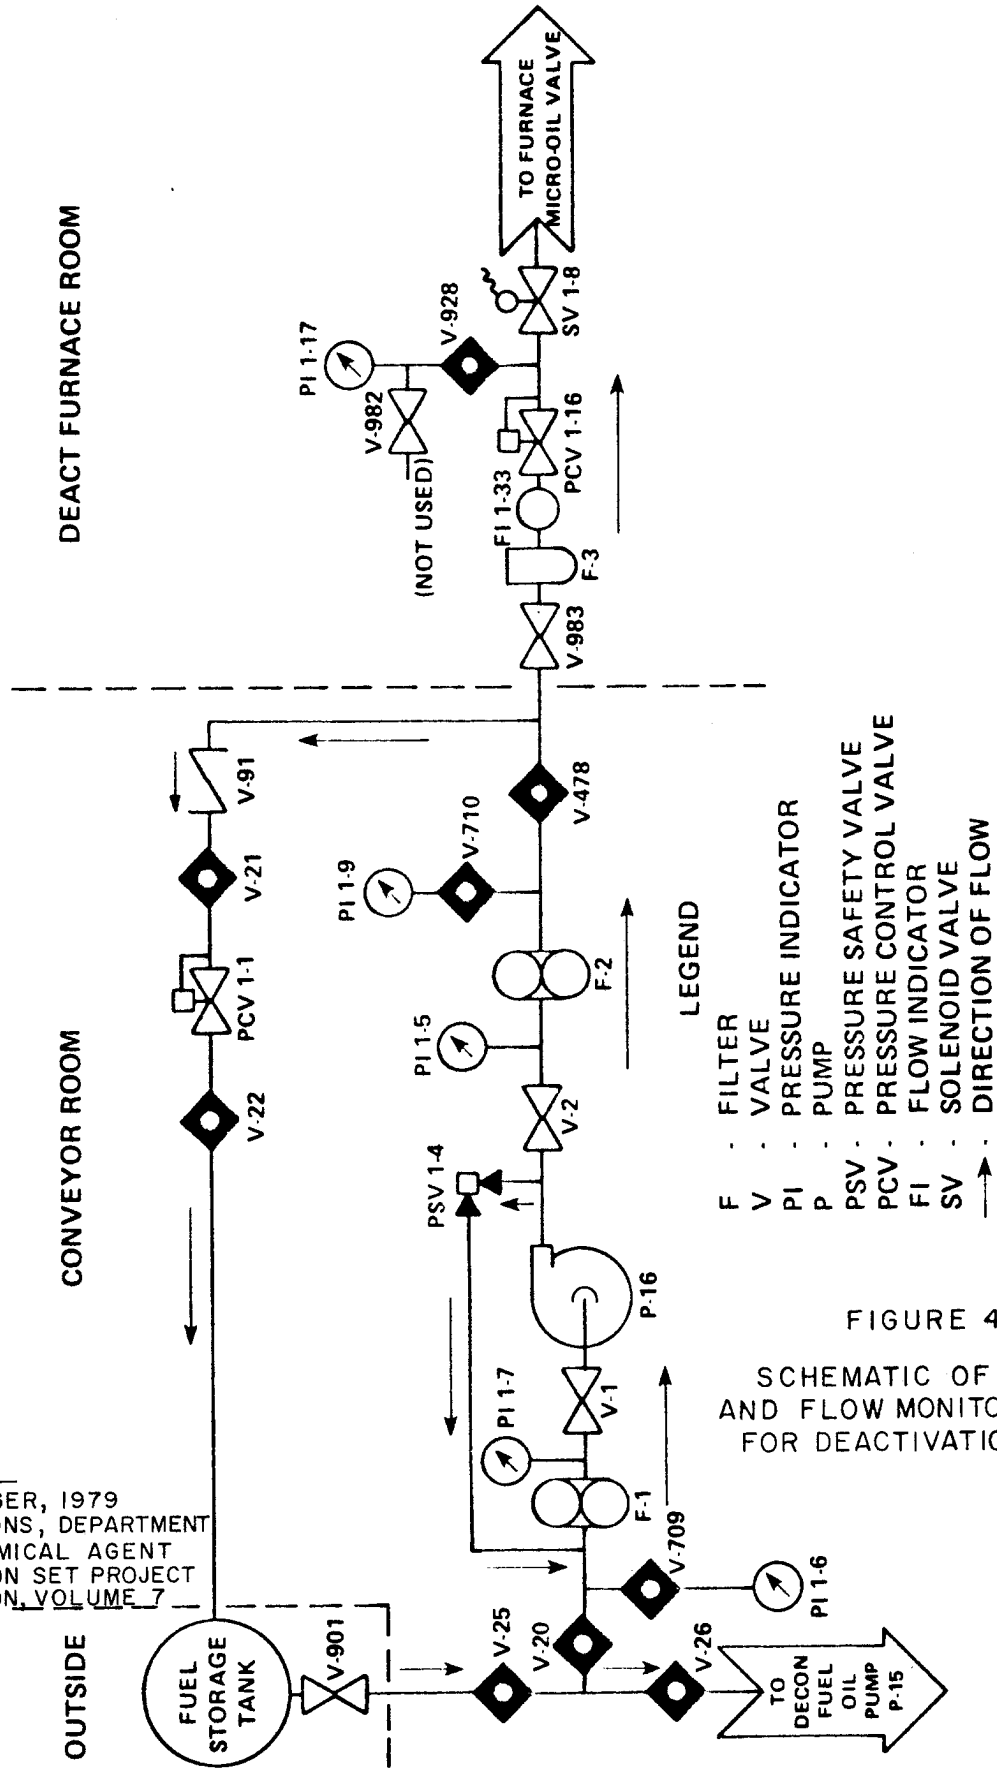 OUTSIDE
CONVEYOR ROOM
DEACT FURNACE ROOM
FUEL
STORAGE
TANK
V-901
V-22
PCV 1-1
V-21
V-91
V-25
V-20
V-26
TO
DECON
FUEL
OIL
PUMP
P-15
V-709
PI 1-6
F-1
PI 1-7
V-1
P-16
PSV 1-4
V-2
PI 1-5
F-2
PI 1-9
V-710
V-478
V-983
F-3
FI 1-33
PCV 1-16
(NOT USED)
V-982
PI 1-17
V-928
SV 1-8
TO FURNACE
MICRO-OIL VALVE
LEGEND
F - FILTER
V - VALVE
PI - PRESSURE INDICATOR
P - PUMP
PSV - PRESSURE SAFETY VALVE
PCV - PRESSURE CONTROL VALVE
FI - FLOW INDICATOR
SV - SOLENOID VALVE
→ - DIRECTION OF FLOW
GER, 1979
ONS, DEPARTMENT
MICAL AGENT
ON SET PROJECT
ON, VOLUME 7
FIGURE 4
SCHEMATIC OF
AND FLOW MONITO
FOR DEACTIVATIO